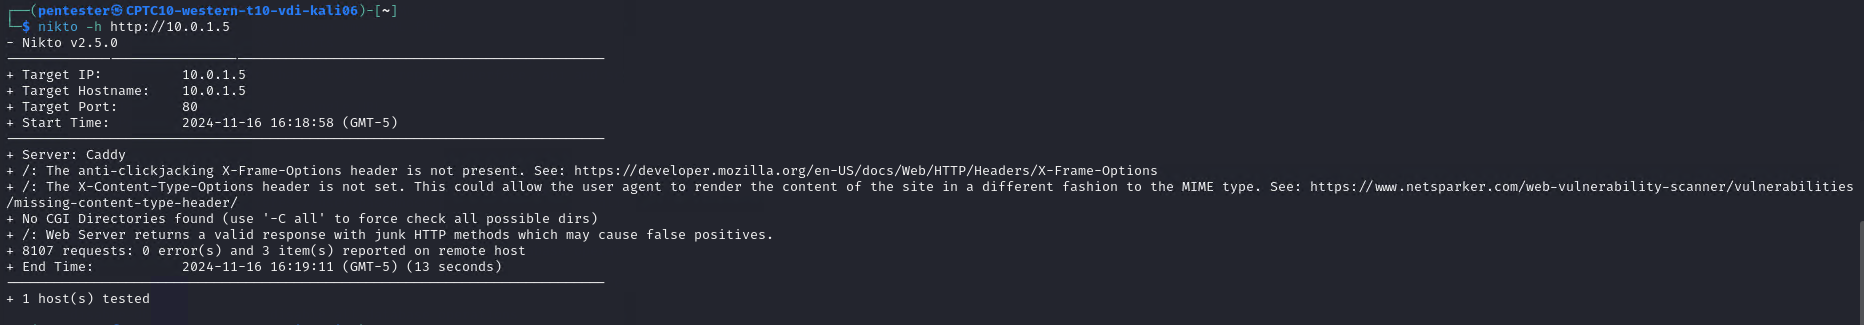 ┌──(pentester㉿CPTC10-western-t10-vdi-kali06)-[~]
└─$ nikto -h http://10.0.1.5
- Nikto v2.5.0
---------------------------------------------------------------------------
+ Target IP:          10.0.1.5
+ Target Hostname:    10.0.1.5
+ Target Port:        80
+ Start Time:         2024-11-16 16:18:58 (GMT-5)
---------------------------------------------------------------------------
+ Server: Caddy
+ /: The anti-clickjacking X-Frame-Options header is not present. See: https://developer.mozilla.org/en-US/docs/Web/HTTP/Headers/X-Frame-Options
+ /: The X-Content-Type-Options header is not set. This could allow the user agent to render the content of the site in a different fashion to the MIME type. See: https://www.netsparker.com/web-vulnerability-scanner/vulnerabilities
/missing-content-type-header/
+ No CGI Directories found (use '-C all' to force check all possible dirs)
+ /: Web Server returns a valid response with junk HTTP methods which may cause false positives.
+ 8107 requests: 0 error(s) and 3 item(s) reported on remote host
+ End Time:           2024-11-16 16:19:11 (GMT-5) (13 seconds)
---------------------------------------------------------------------------
+ 1 host(s) tested